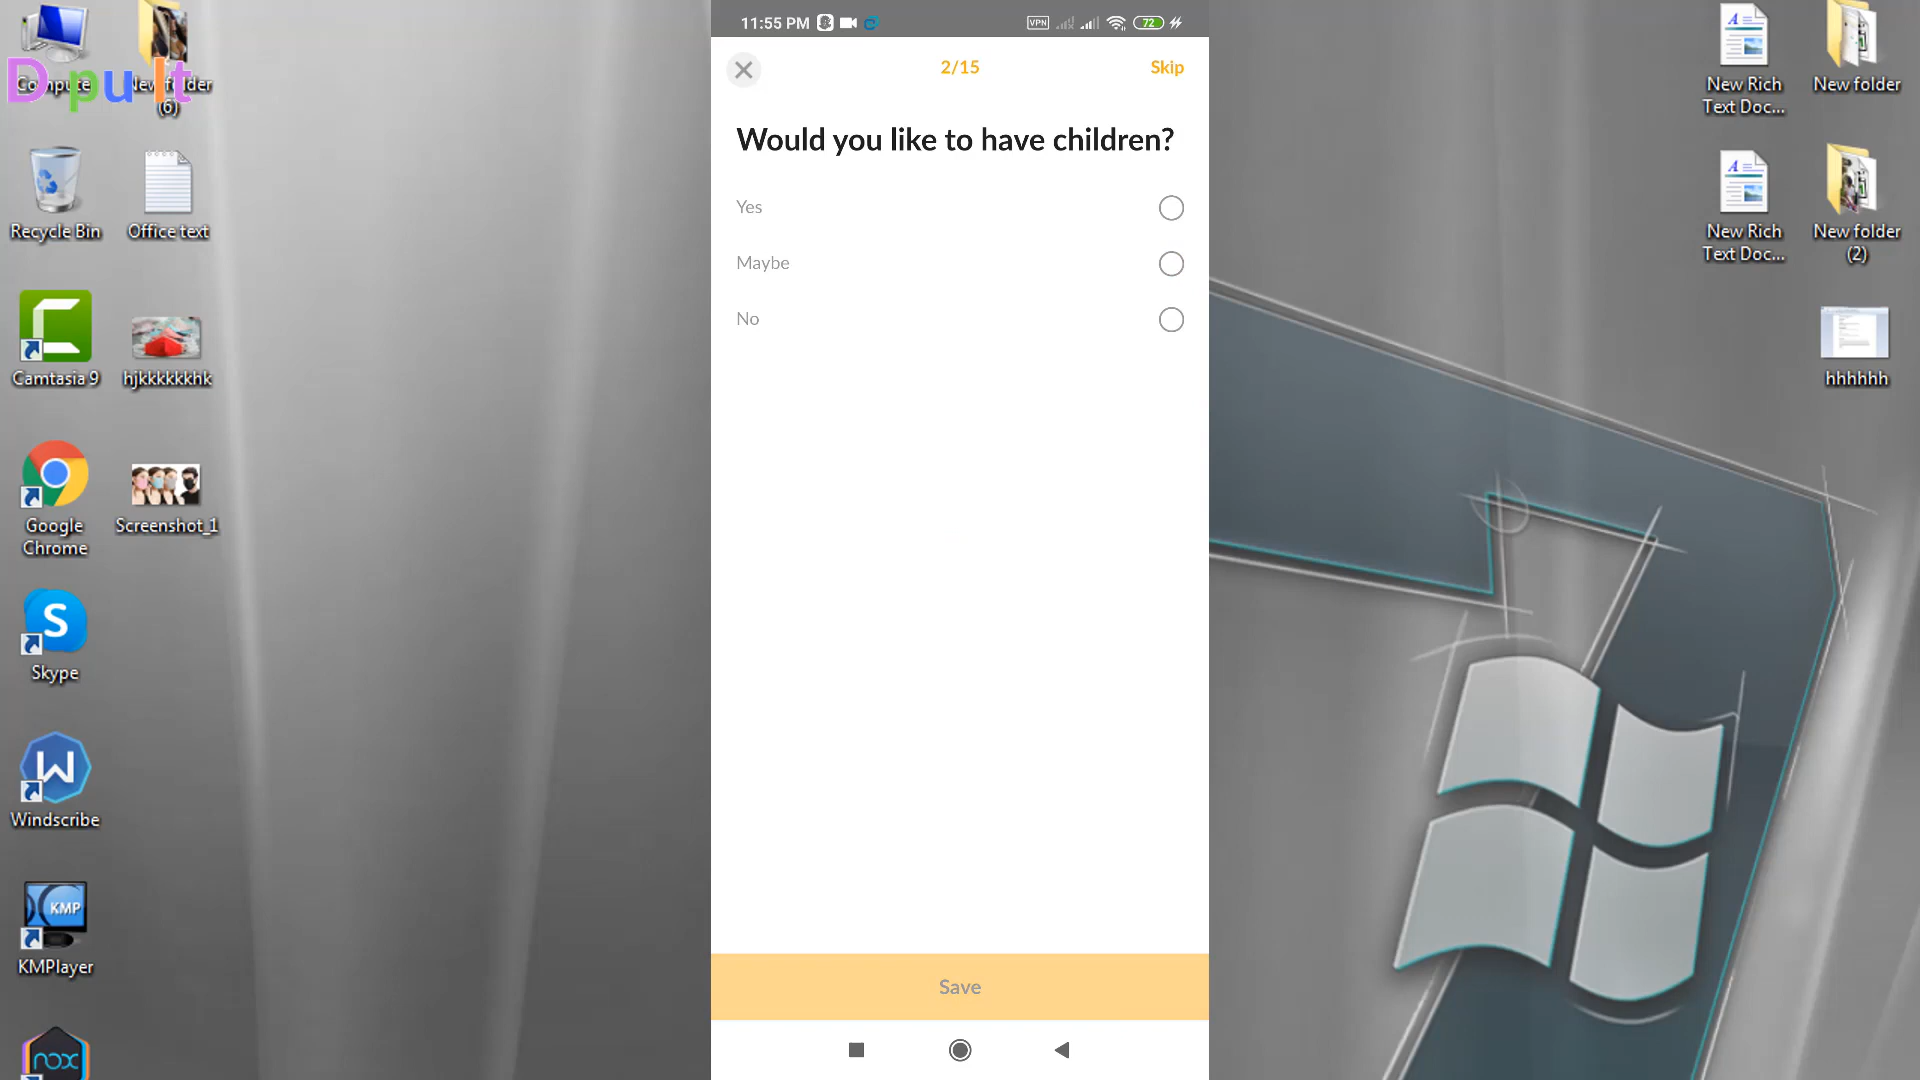 Computer
New folder
(6)
D pu It
Recycle Bin
Office text
Camtasia 9
hjkkkkkkhk
Google
Chrome
Screenshot_1
S
Skype
W
Windscribe
KMP
KMPlayer
nox
11:55 PM
VPN
72
2/15
Skip
Would you like to have children?
Yes
Maybe
No
Save
New Rich
Text Doc...
New folder
New Rich
Text Doc...
New folder
(2)
hhhhhh